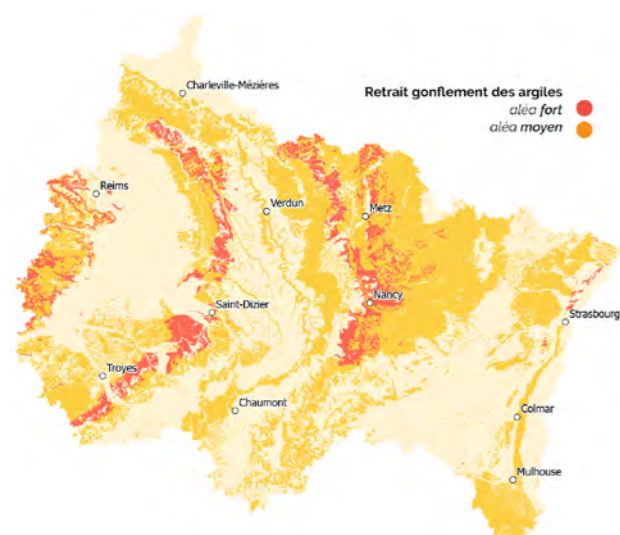 Charleville-Mézières
Retrait gonflement des argiles
aléa fort
aléa moyen
Reims
Verdun
Metz
Nancy
Saint-Dizier
Strasbourg
Troyes
Chaumont
Colmar
Mulhouse